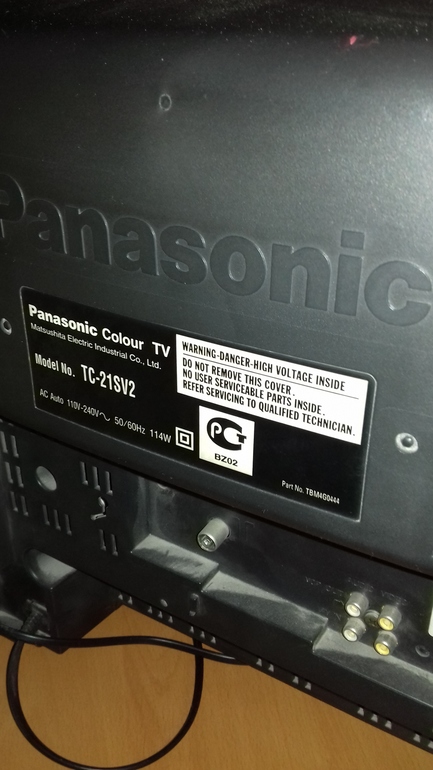 Panasonic
Panasonic Colour TV
Matsushita Electric Industrial Co., Ltd.
Model No. TC-21SV2
AC Auto 110V-240V～ 50/60Hz 114W
WARNING-DANGER-HIGH VOLTAGE INSIDE
DO NOT REMOVE THIS COVER.
NO USER SERVICEABLE PARTS INSIDE.
REFER SERVICING TO QUALIFIED TECHNICIAN.
РСТ
BZ02
Part No. TBM4G0444